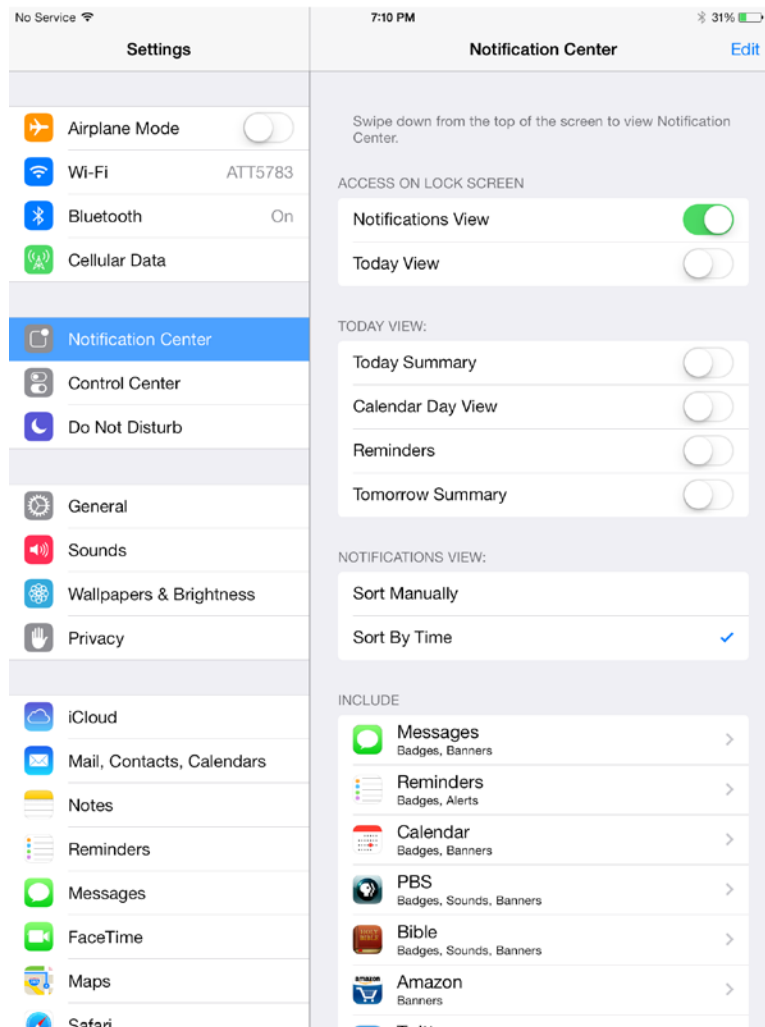 No Service
7:10 PM
31%
Settings
Notification Center
Edit
Airplane Mode
Wi-Fi ATT5783
Bluetooth On
Cellular Data
Notification Center
Control Center
Do Not Disturb
General
Sounds
Wallpapers & Brightness
Privacy
iCloud
Mail, Contacts, Calendars
Notes
Reminders
Messages
FaceTime
Maps
Safari
Swipe down from the top of the screen to view Notification
Center.
ACCESS ON LOCK SCREEN
Notifications View
Today View
TODAY VIEW:
Today Summary
Calendar Day View
Reminders
Tomorrow Summary
NOTIFICATIONS VIEW:
Sort Manually
Sort By Time
INCLUDE
Messages
Badges, Banners
Reminders
Badges, Alerts
Calendar
Badges, Banners
PBS
Badges, Sounds, Banners
HOLY
BIBLE
Bible
Badges, Sounds, Banners
amazon
Amazon
Banners